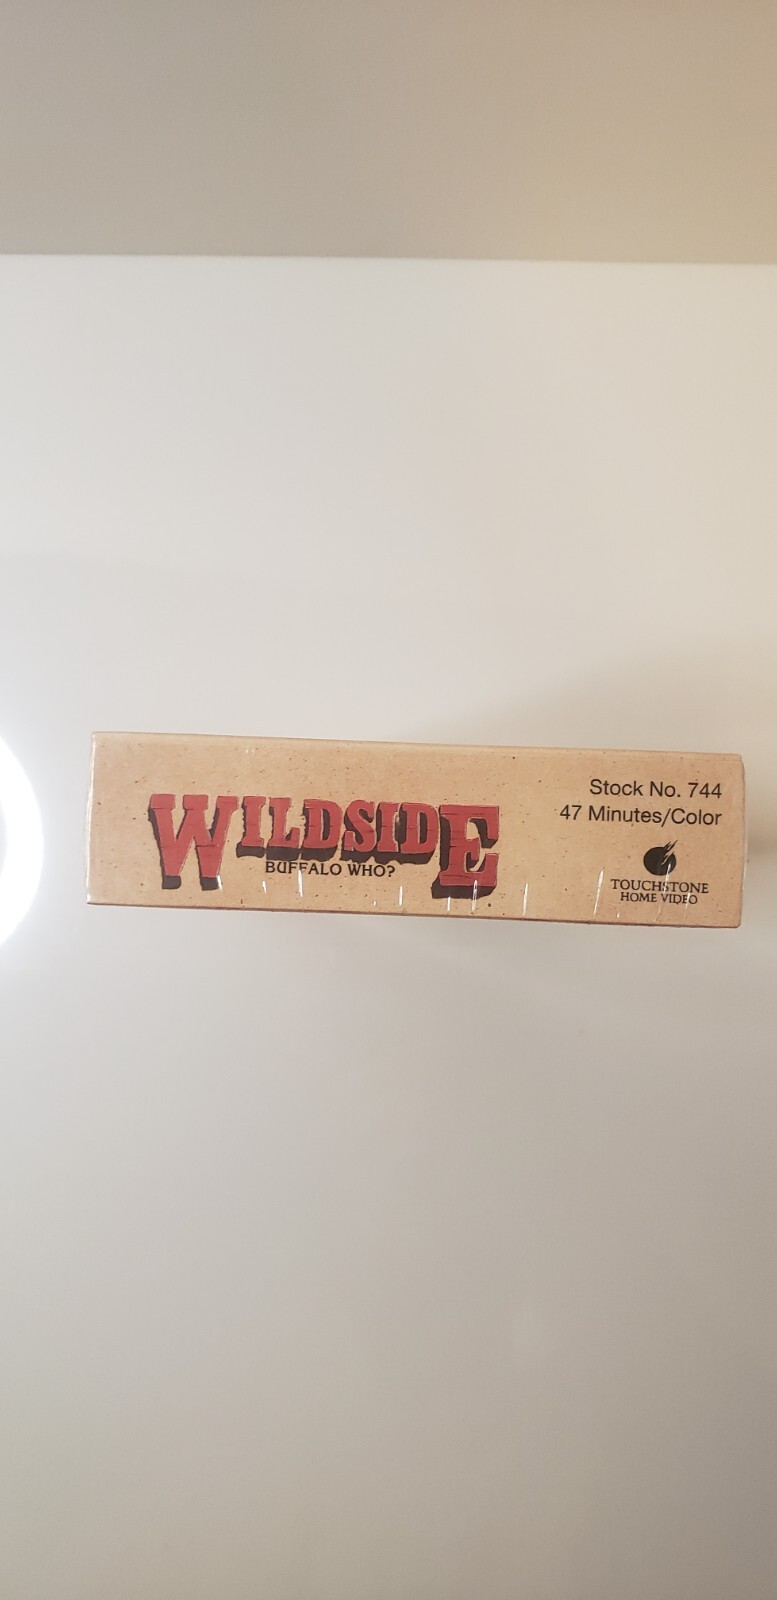 WILDSIDE
BUFFALO WHO?
Stock No. 744
47 Minutes/Color
TOUCHSTONE
HOME VIDEO